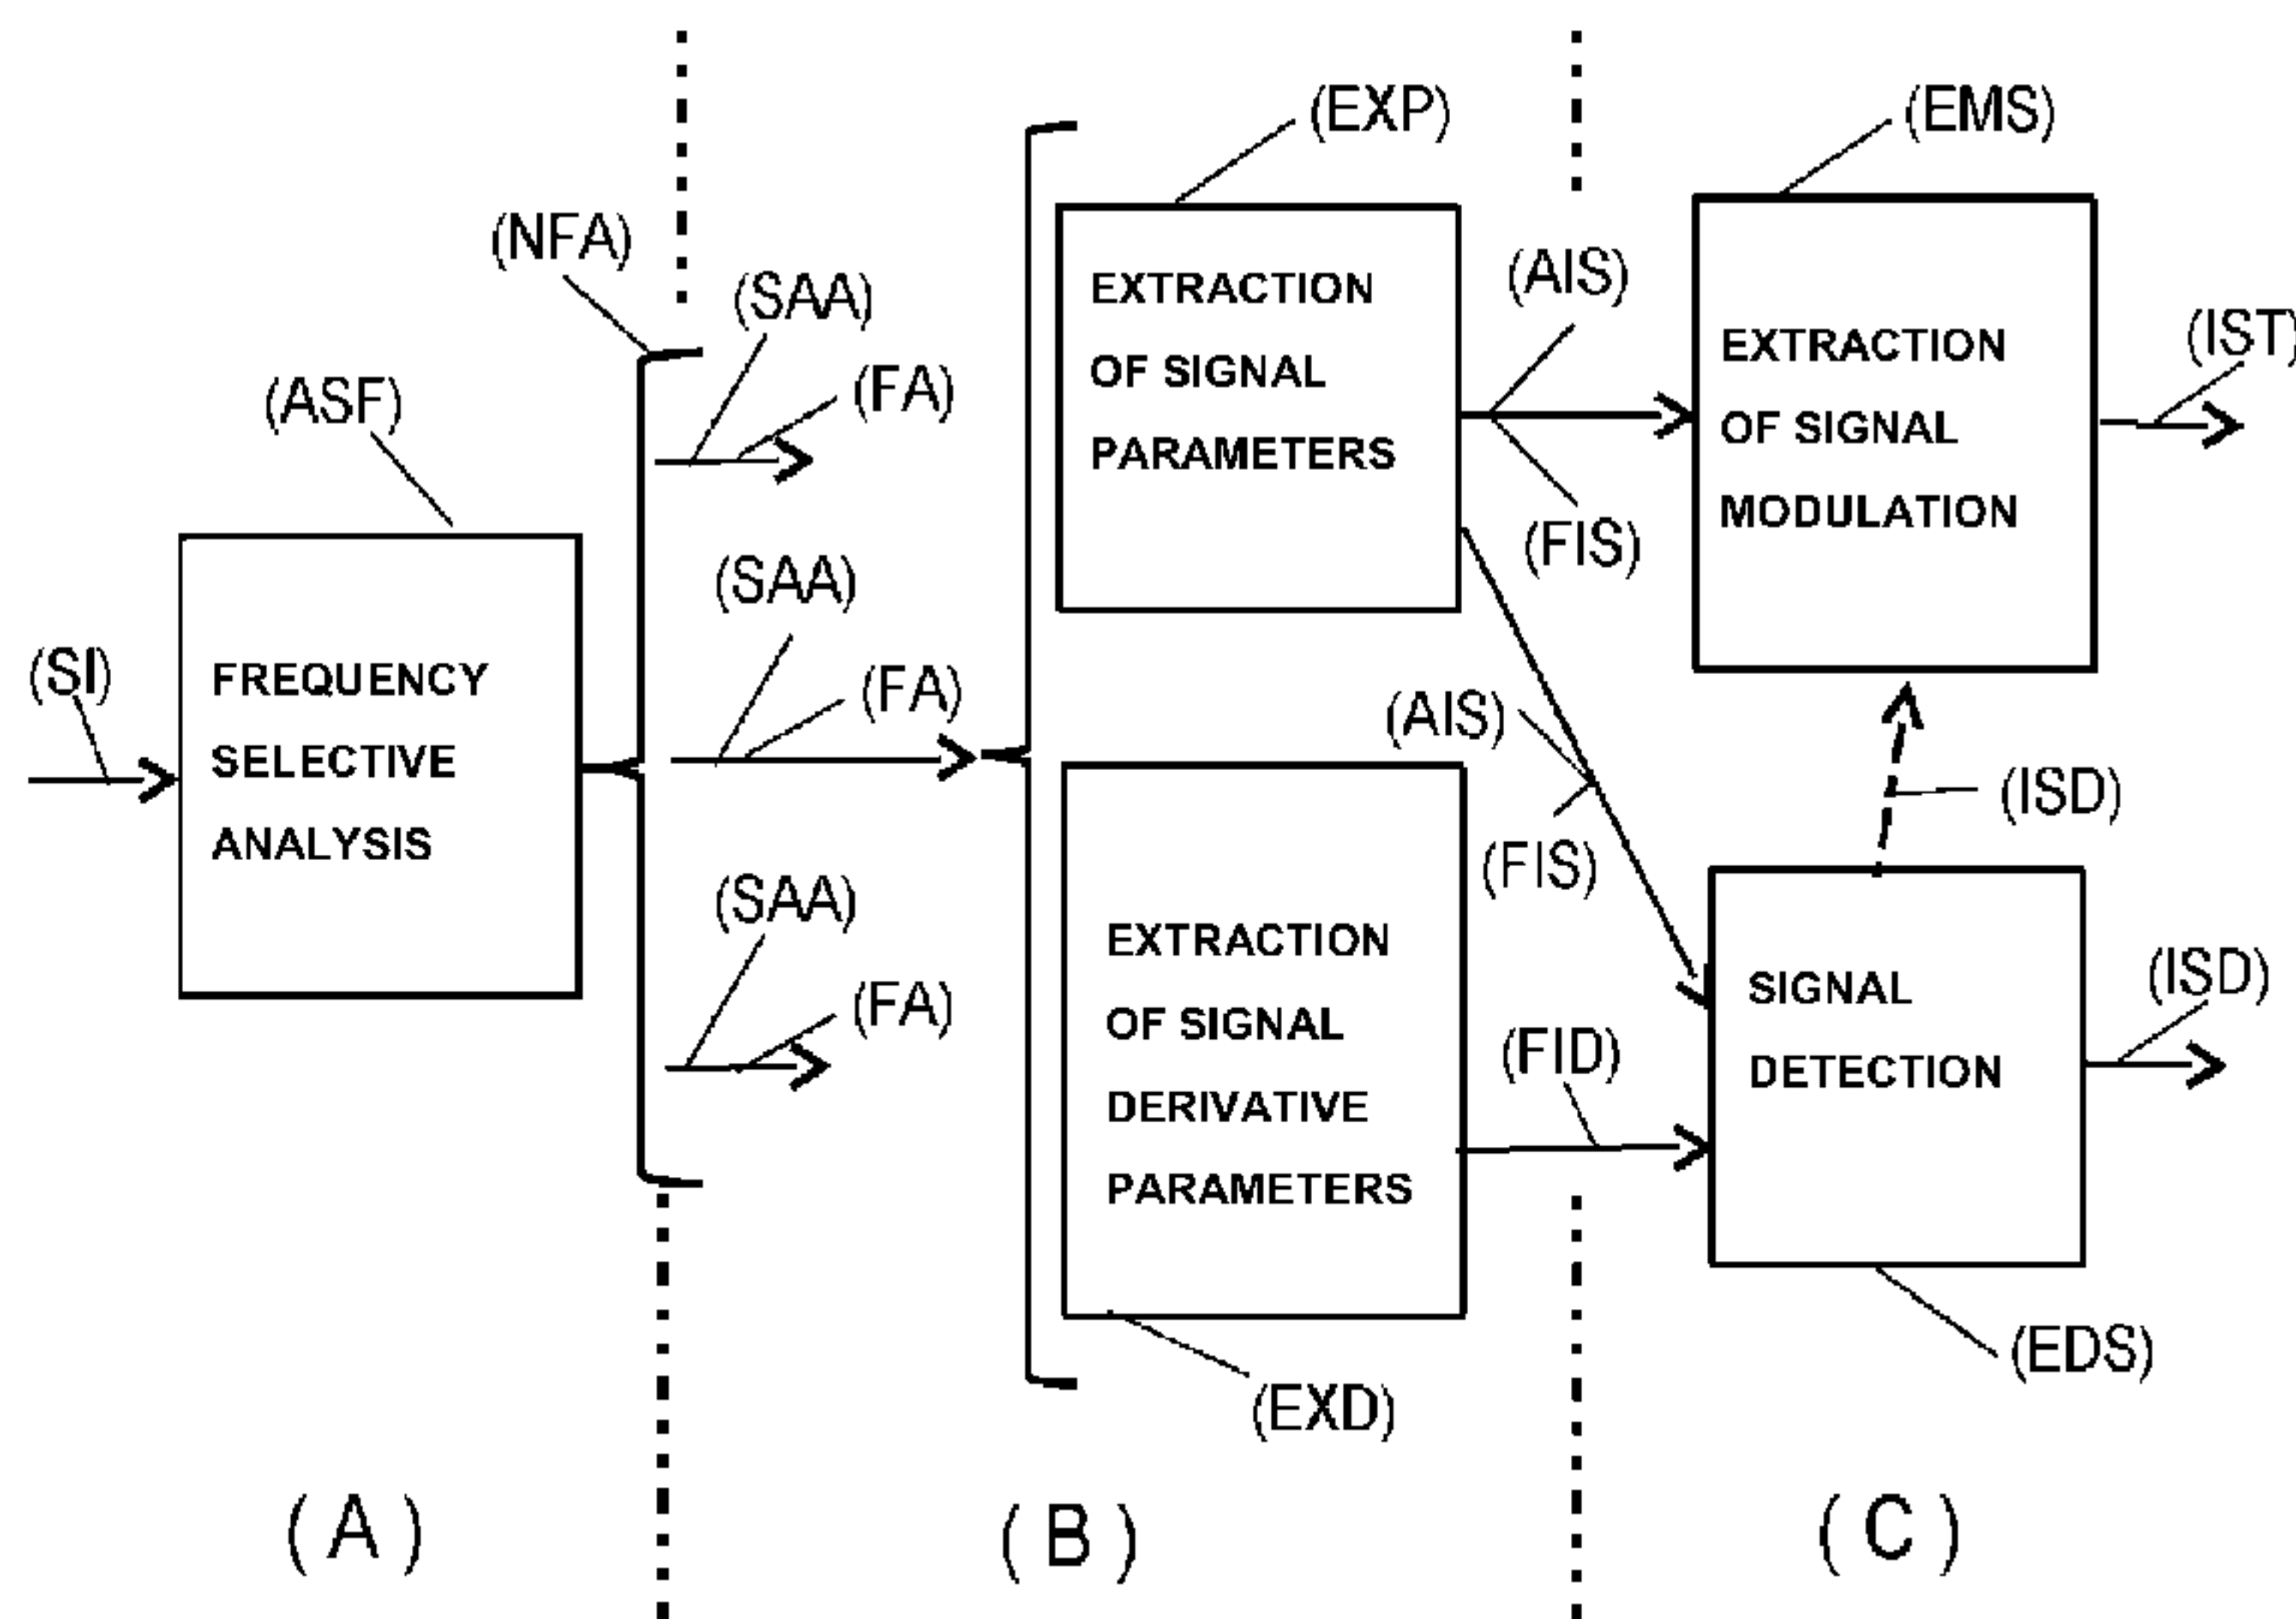 (SI)
(ASF)
FREQUENCY
SELECTIVE
ANALYSIS
(NFA)
(SAA)
(FA)
(SAA)
(FA)
(SAA)
(FA)
(EXP)
EXTRACTION
OF SIGNAL
PARAMETERS
EXTRACTION
OF SIGNAL
DERIVATIVE
PARAMETERS
(EXD)
(AIS)
(FIS)
(AIS)
(FIS)
(FID)
(EMS)
EXTRACTION
OF SIGNAL
MODULATION
(IST)
(ISD)
SIGNAL
DETECTION
(ISD)
(EDS)
( A )
( B )
( C )